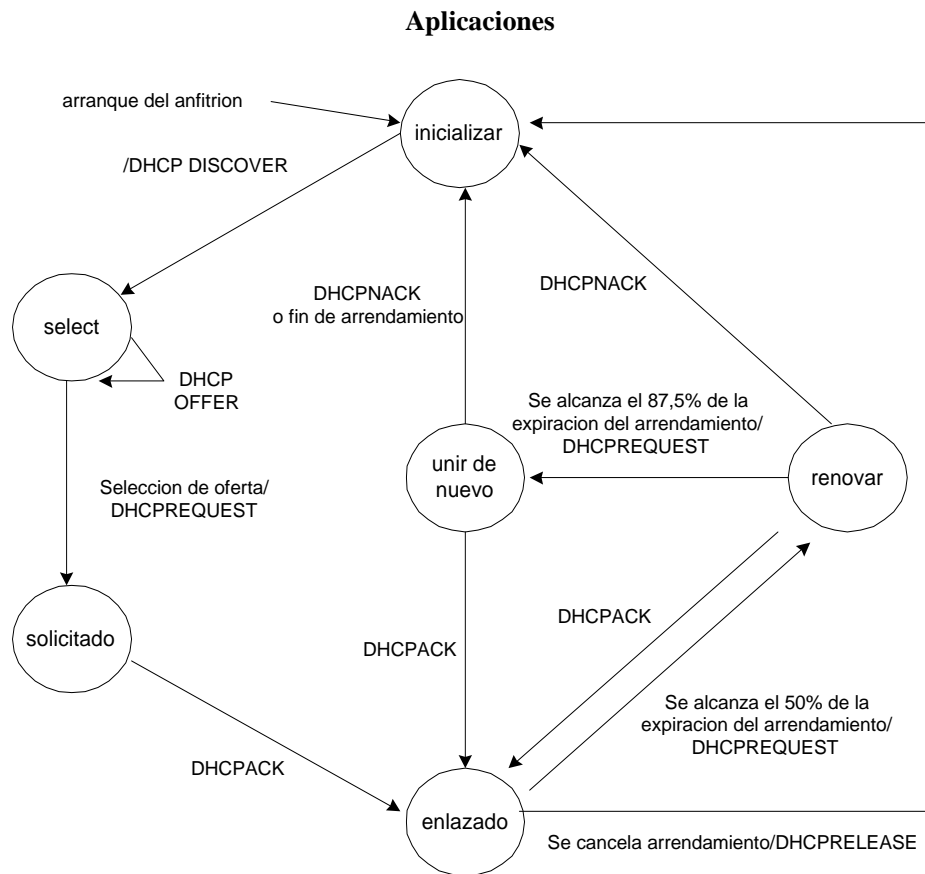 Aplicaciones
arranque del anfitrion
inicializar
/DHCP DISCOVER
DHCPNACK
o fin de arrendamiento
DHCPNACK
select
DHCP
OFFER
Se alcanza el 87,5% de la
expiracion del arrendamiento/
DHCPREQUEST
unir de
nuevo
renovar
Seleccion de oferta/
DHCPREQUEST
solicitado
DHCPACK
DHCPACK
Se alcanza el 50% de la
expiracion del arrendamiento/
DHCPREQUEST
DHCPACK
enlazado
Se cancela arrendamiento/DHCPRELEASE